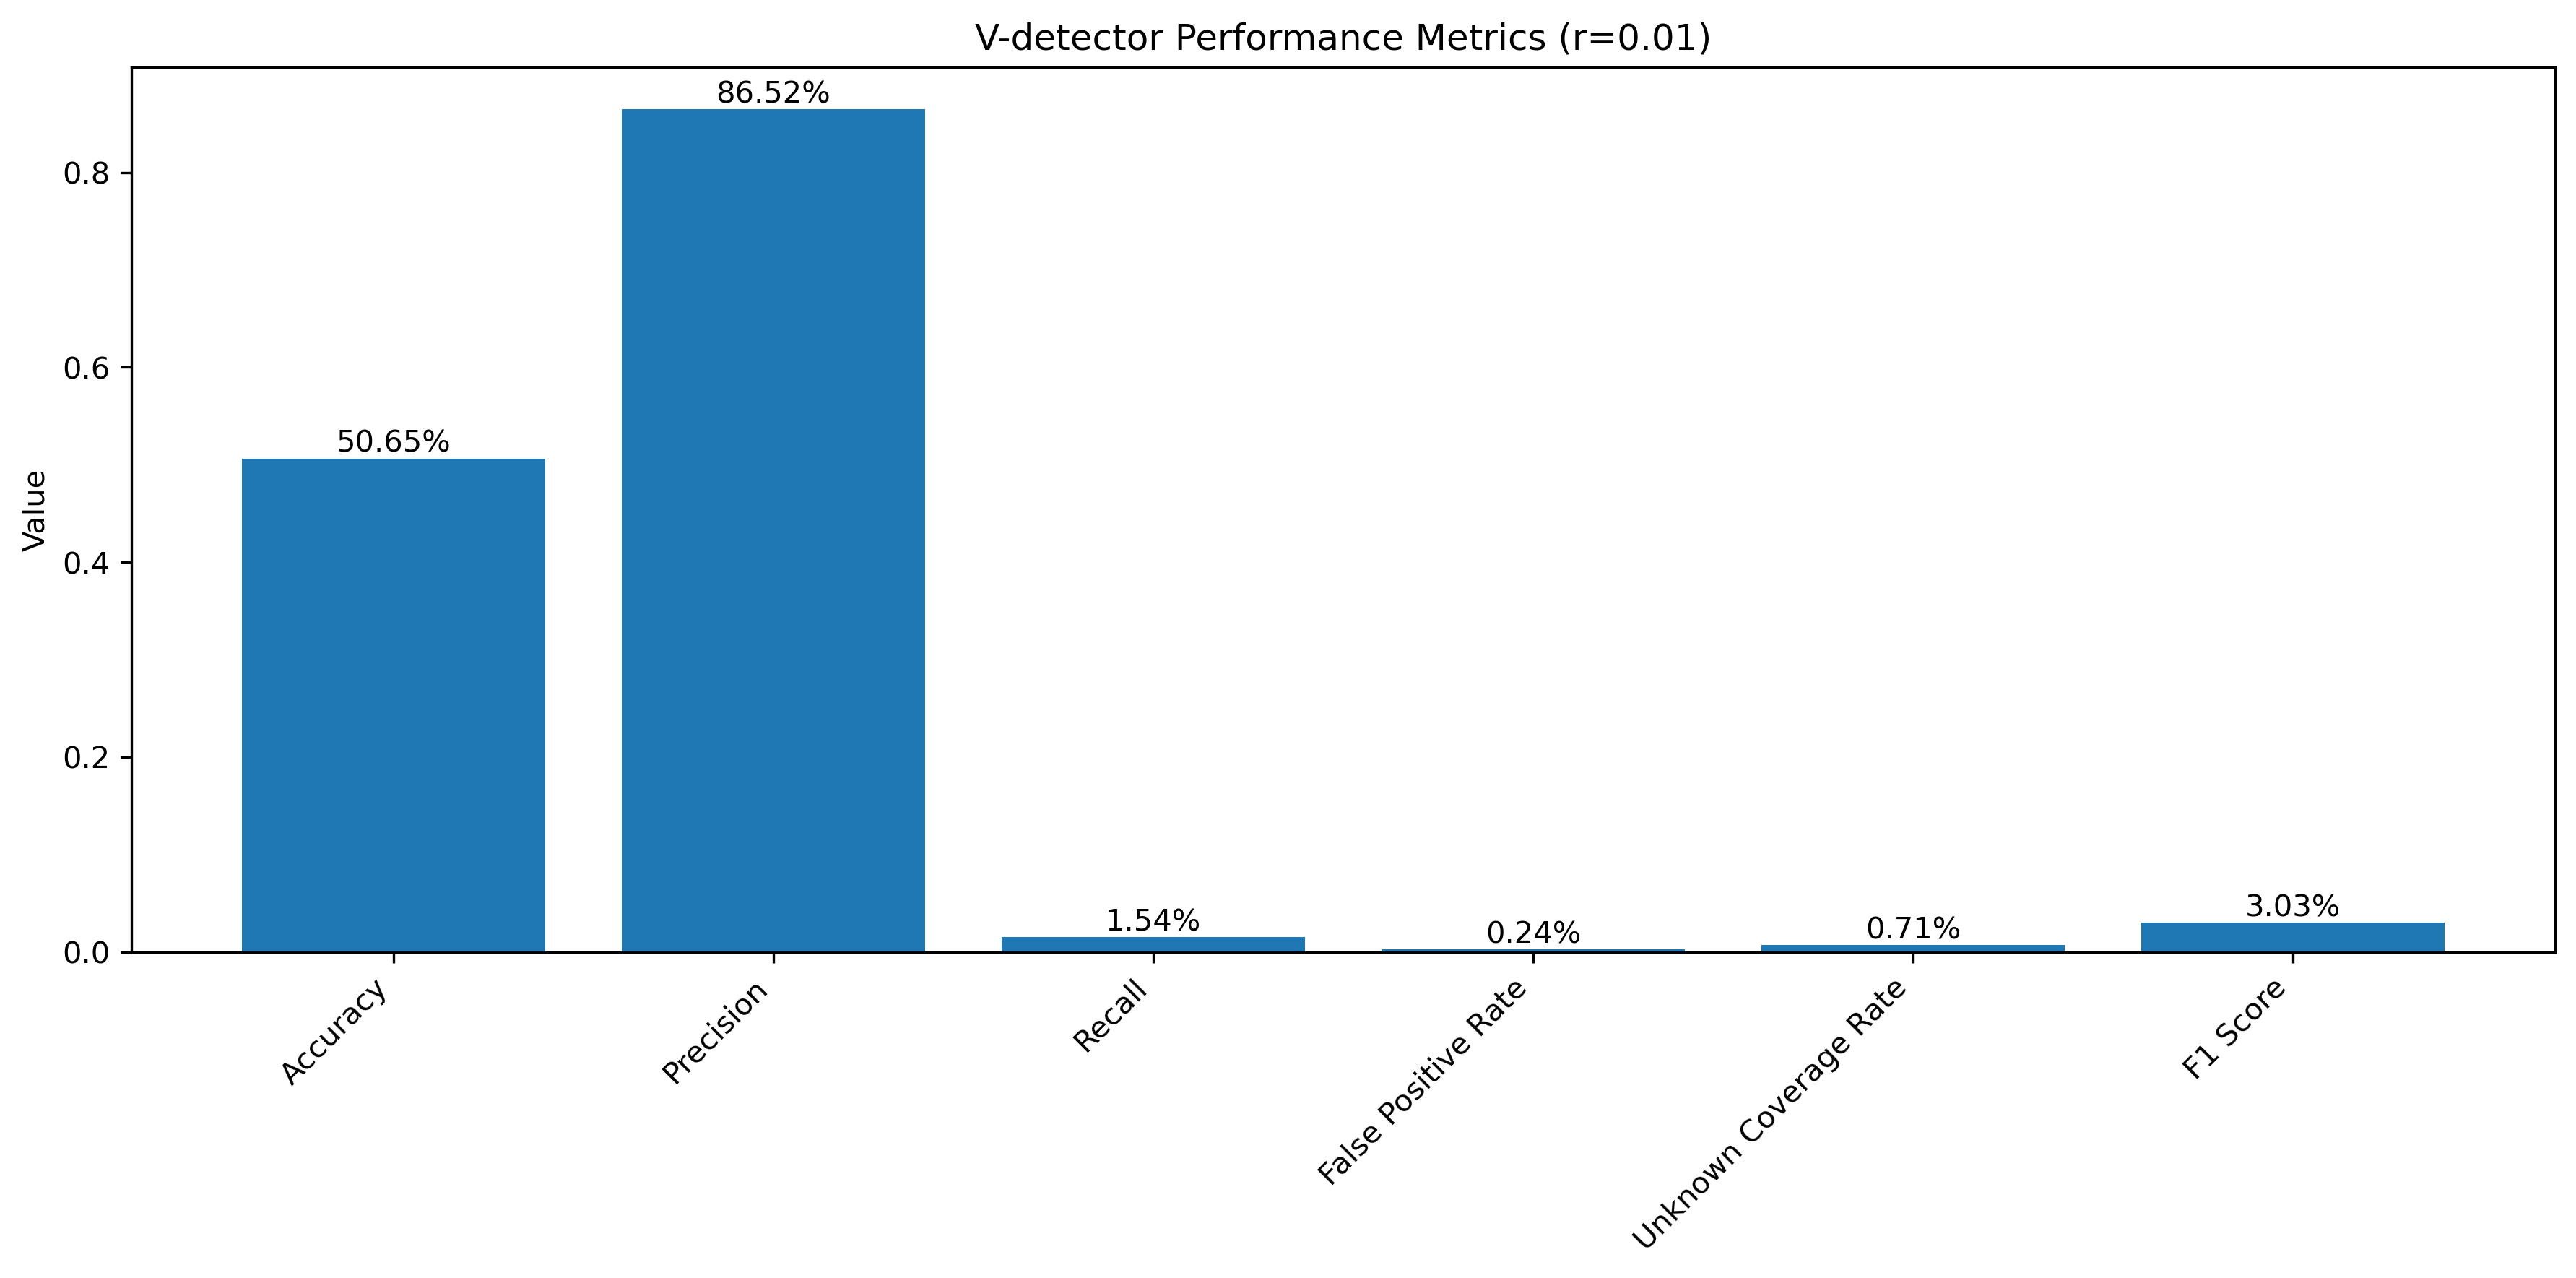 V-detector Performance Metrics (r=0.01)
Value
0.8
0.6
0.4
0.2
0.0
50.65%
86.52%
1.54%
0.24%
0.71%
3.03%
Accuracy
Precision
Recall
False Positive Rate
Unknown Coverage Rate
F1 Score